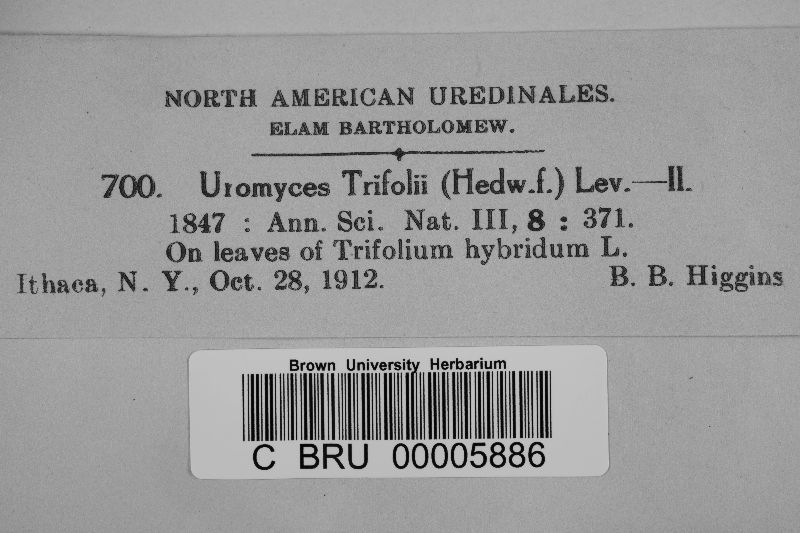 NORTH AMERICAN UREDINALES.
ELAM BARTHOLOMEW.
700. Uromyces Trifolii (Hedw.f.) Lev.—II.
1847 : Ann. Sci. Nat. III, 8 : 371.
On leaves of Trifolium hybridum L.
Ithaca, N. Y., Oct. 28, 1912. B. B. Higgins
Brown University Herbarium
C BRU 00005886